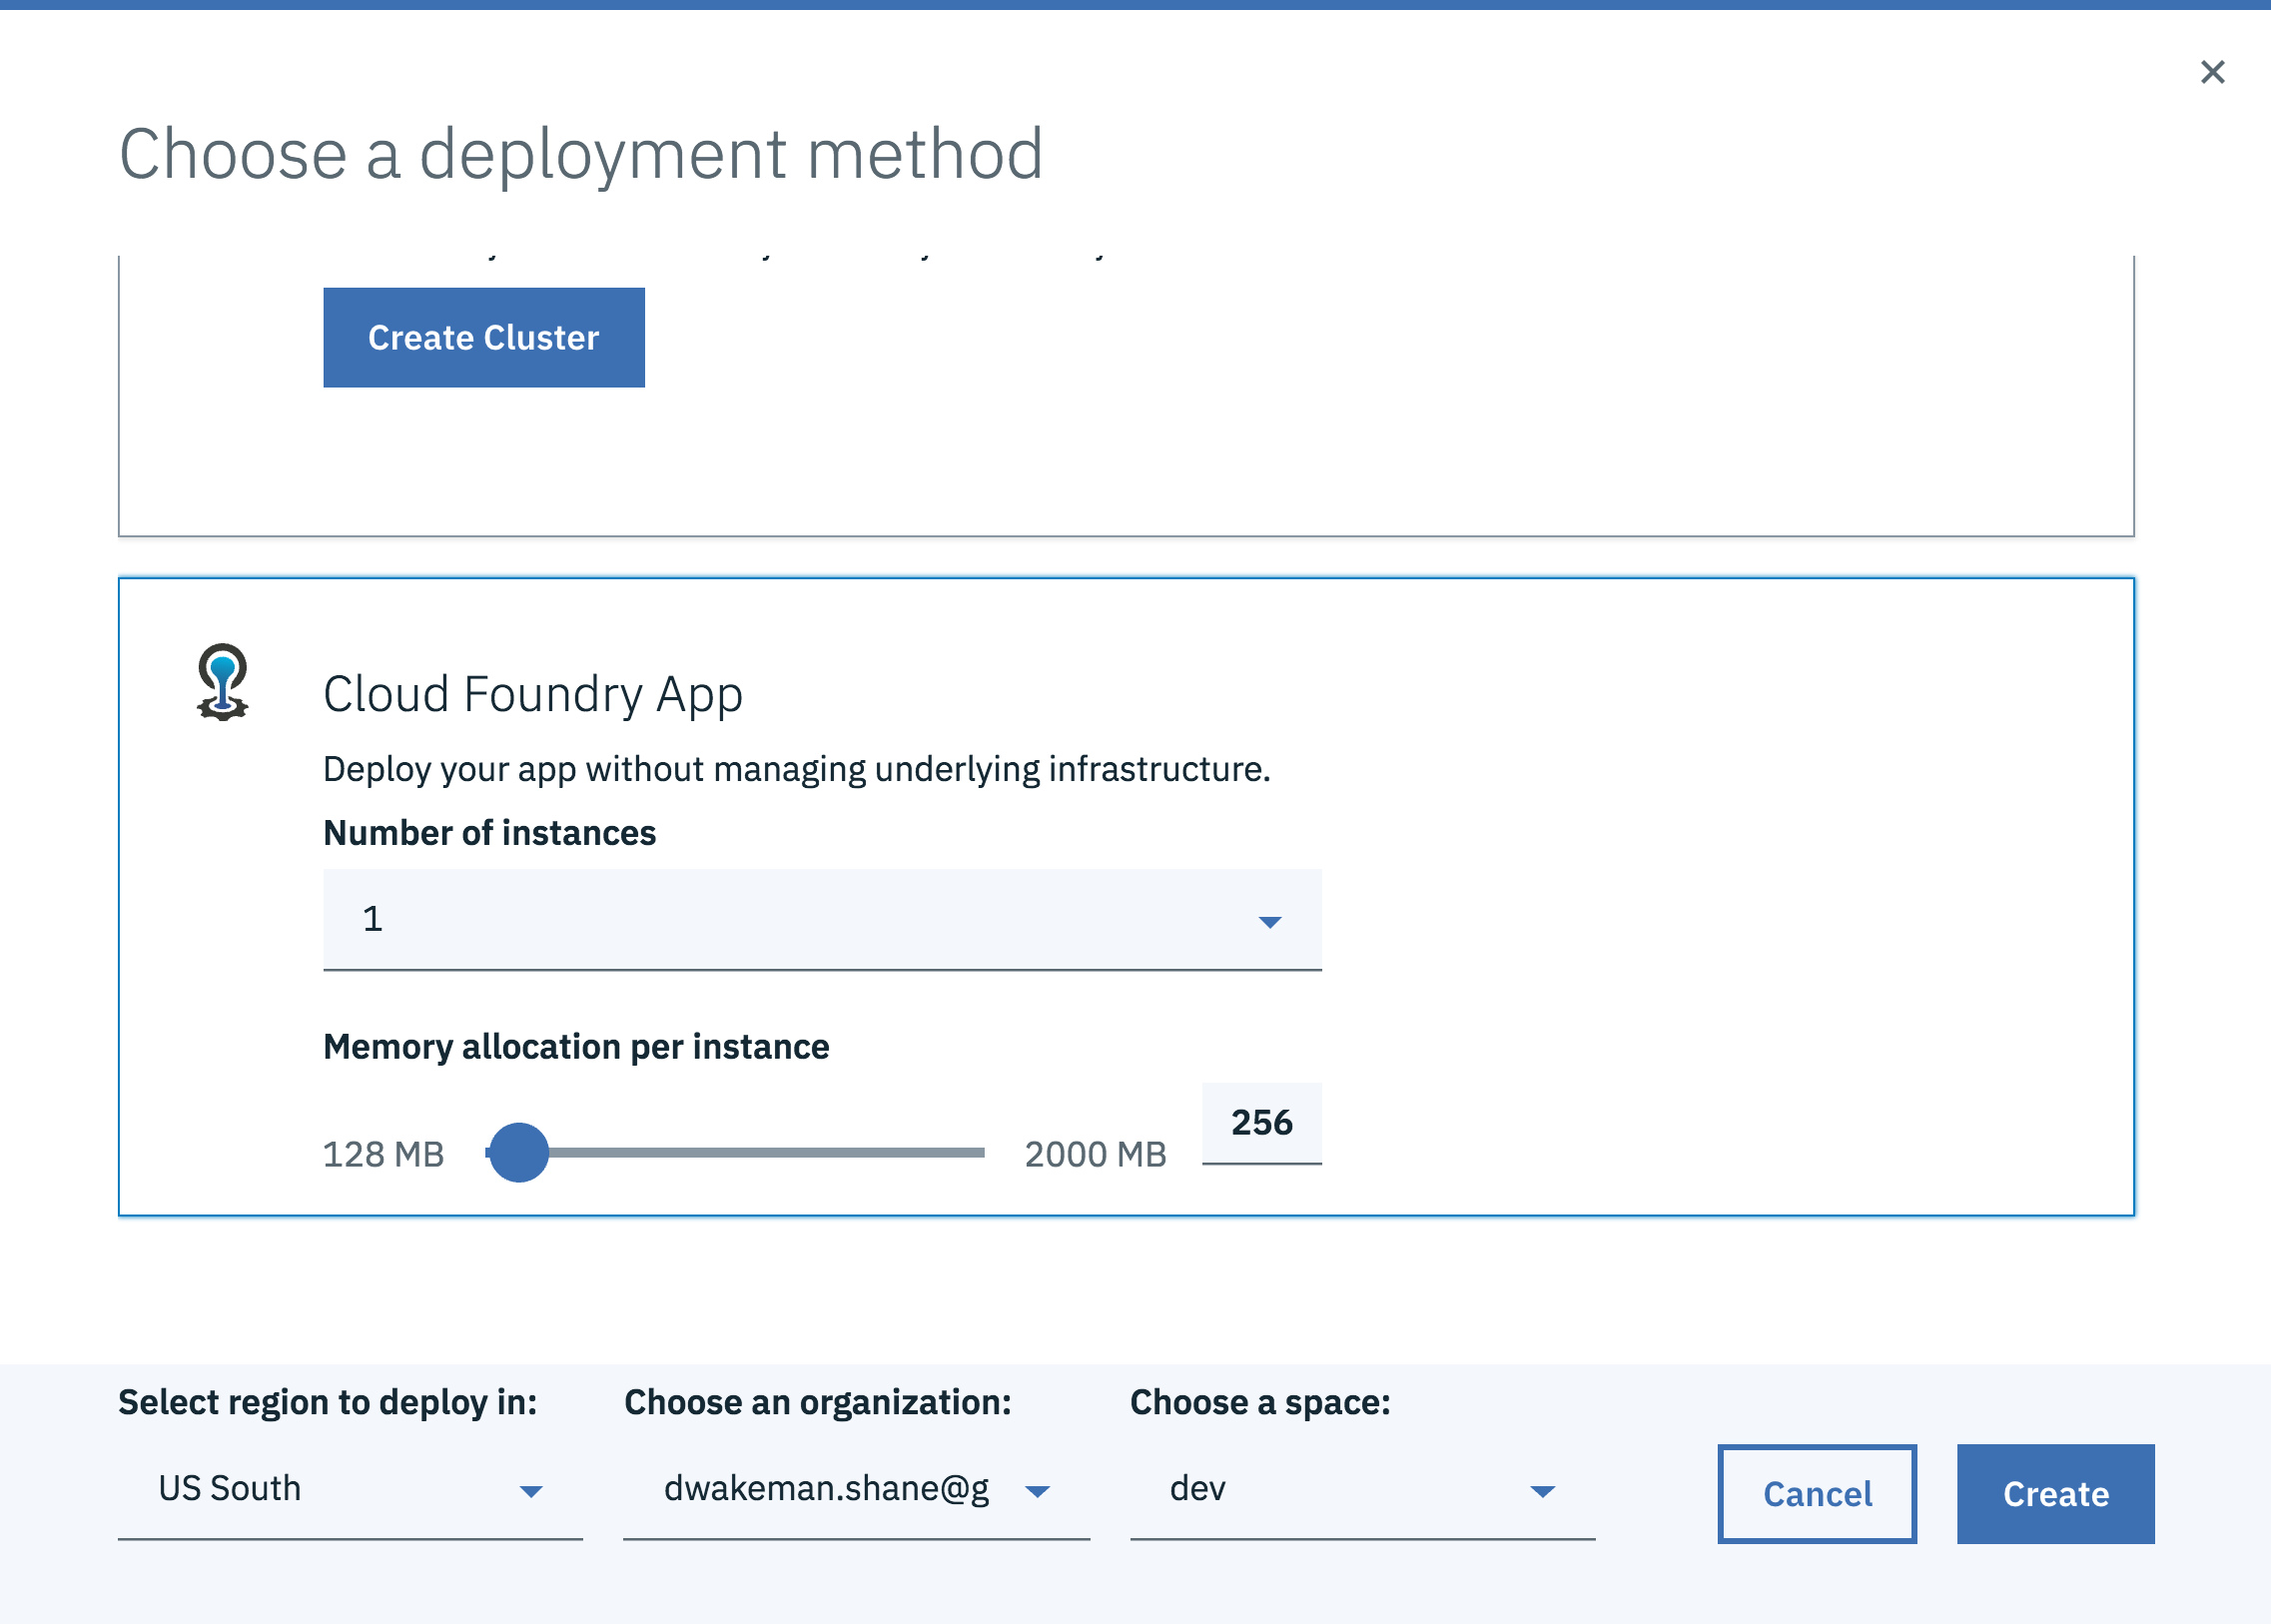 Choose a deployment method
Create Cluster
Cloud Foundry App
Deploy your app without managing underlying infrastructure.
Number of instances
1
Memory allocation per instance
128 MB
2000 MB
256
Select region to deploy in:
Choose an organization:
Choose a space:
US South
dwakeman.shane@g
dev
Cancel
Create